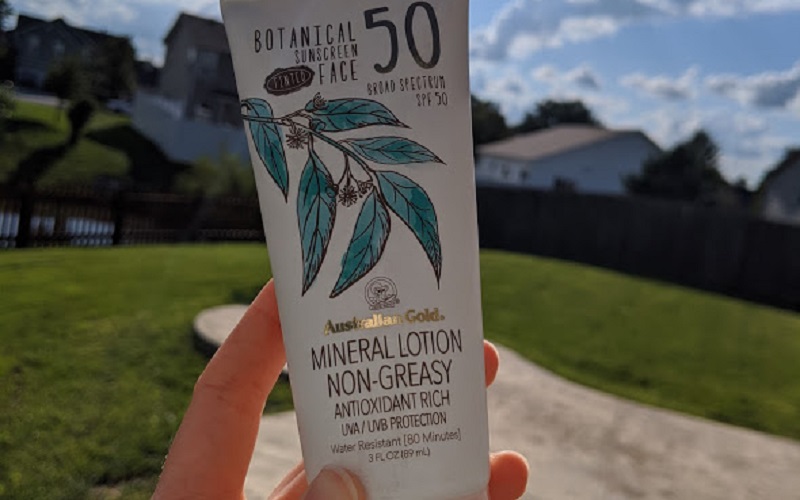 BOTANICAL
SUNSCREEN
TINTED FACE
50
BROAD SPECTRUM
SPF 50
Australian Gold.
MINERAL LOTION
NON-GREASY
ANTIOXIDANT RICH
UVA/UVB PROTECTION
Water Resistant (80 Minutes)
3 FL OZ (89 mL)